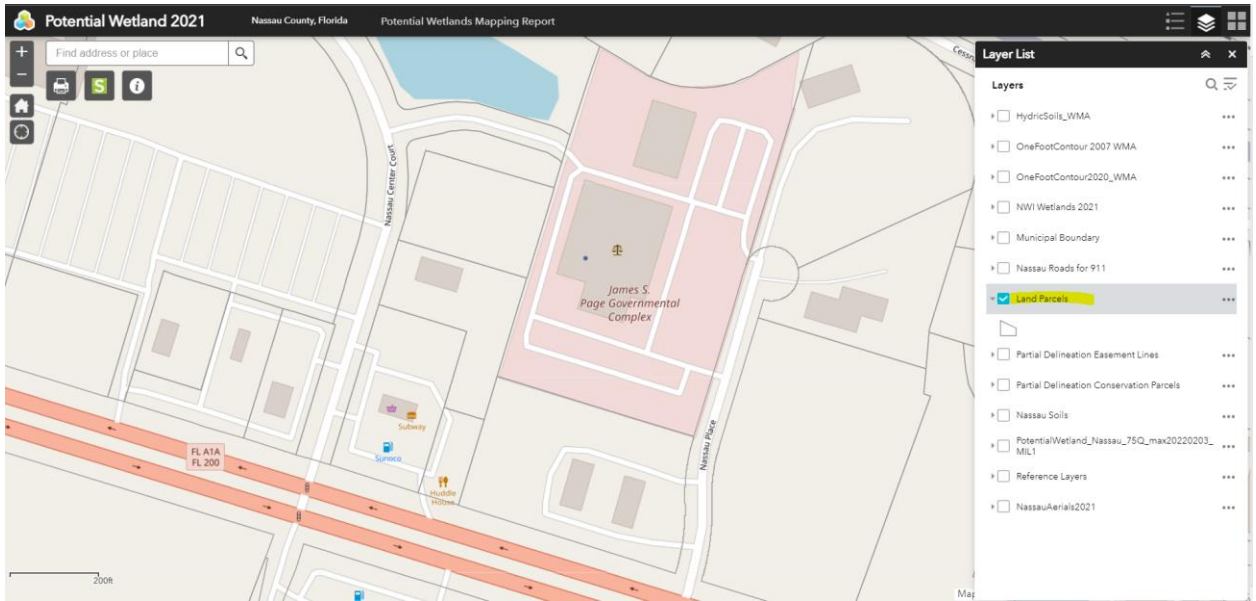 Potential Wetland 2021
Nassau County, Florida
Potential Wetlands Mapping Report
+
Find address or place
−
S
i
Nassau Center Court
James S.
Page Governmental
Complex
Nassau Place
Subway
Sunoco
Huddle
House
FL A1A
FL 200
200ft
Layer List
Layers
HydricSoils_WMA
OneFootContour 2007 WMA
OneFootContour2020_WMA
NWI Wetlands 2021
Municipal Boundary
Nassau Roads for 911
Land Parcels
Partial Delineation Easement Lines
Partial Delineation Conservation Parcels
Nassau Soils
PotentialWetland_Nassau_75Q_max20220203_
MIL1
Reference Layers
NassauAerials2021
Map